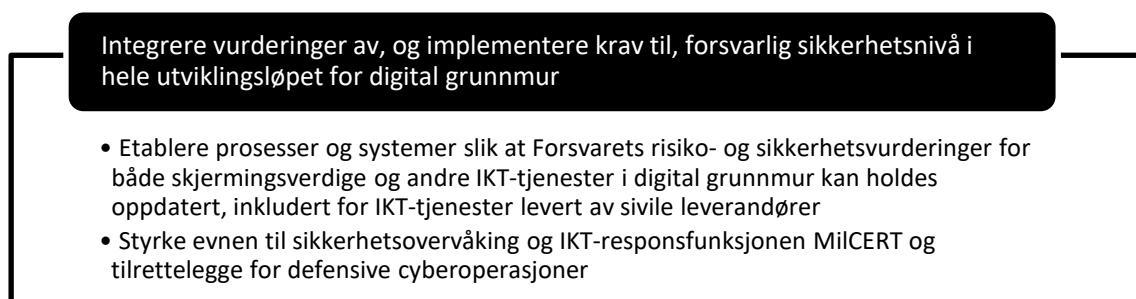 Integrere vurderinger av, og implementere krav til, forsvarlig sikkerhetsnivå i
hele utviklingsløpet for digital grunnmur
• Etablere prosesser og systemer slik at Forsvarets risiko- og sikkerhetsvurderinger for
både skjermingsverdige og andre IKT-tjenester i digital grunnmur kan holdes
oppdatert, inkludert for IKT-tjenester levert av sivile leverandører
• Styrke evnen til sikkerhetsovervåking og IKT-responsfunksjonen MilCERT og
tilrettelegge for defensive cyberoperasjoner